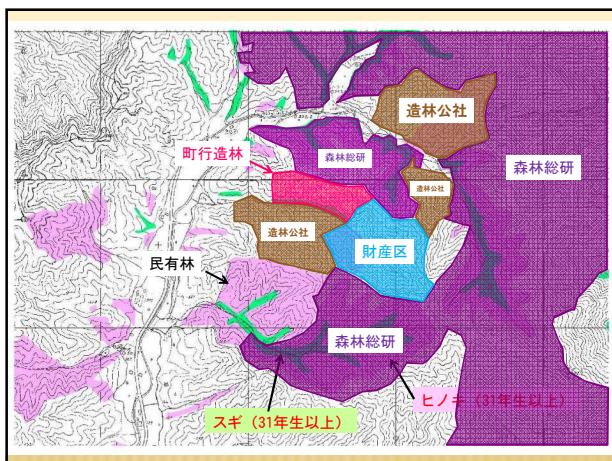 造林公社
町行造林
森林総研
森林総研
造林公社
造林公社
財産区
民有林
森林総研
ヒノキ（31年生以上）
スギ（31年生以上）